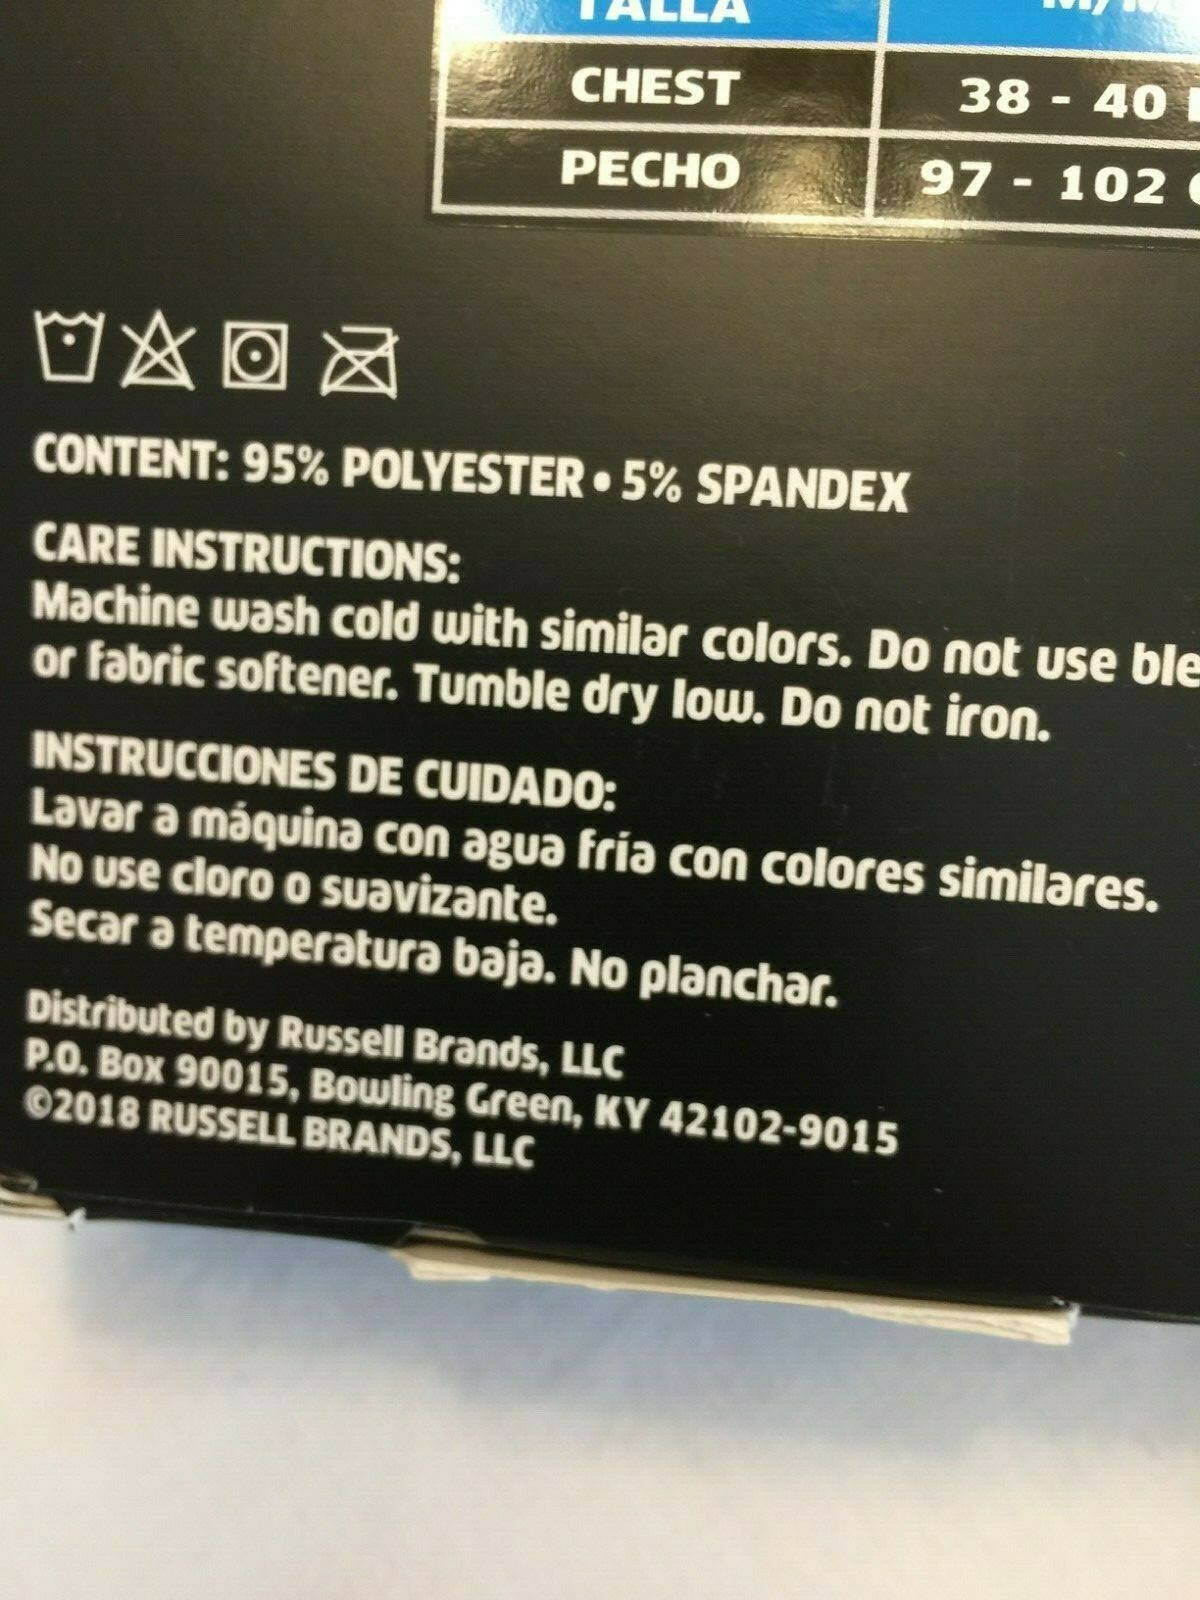 TALLA
CHEST 38 - 40
PECHO 97 - 102
CONTENT: 95% POLYESTER • 5% SPANDEX
CARE INSTRUCTIONS:
Machine wash cold with similar colors. Do not use ble
or fabric softener. Tumble dry low. Do not iron.
INSTRUCCIONES DE CUIDADO:
Lavar a máquina con agua fría con colores similares.
No use cloro o suavizante.
Secar a temperatura baja. No planchar.
Distributed by Russell Brands, LLC
P.O. Box 90015, Bowling Green, KY 42102-9015
©2018 RUSSELL BRANDS, LLC